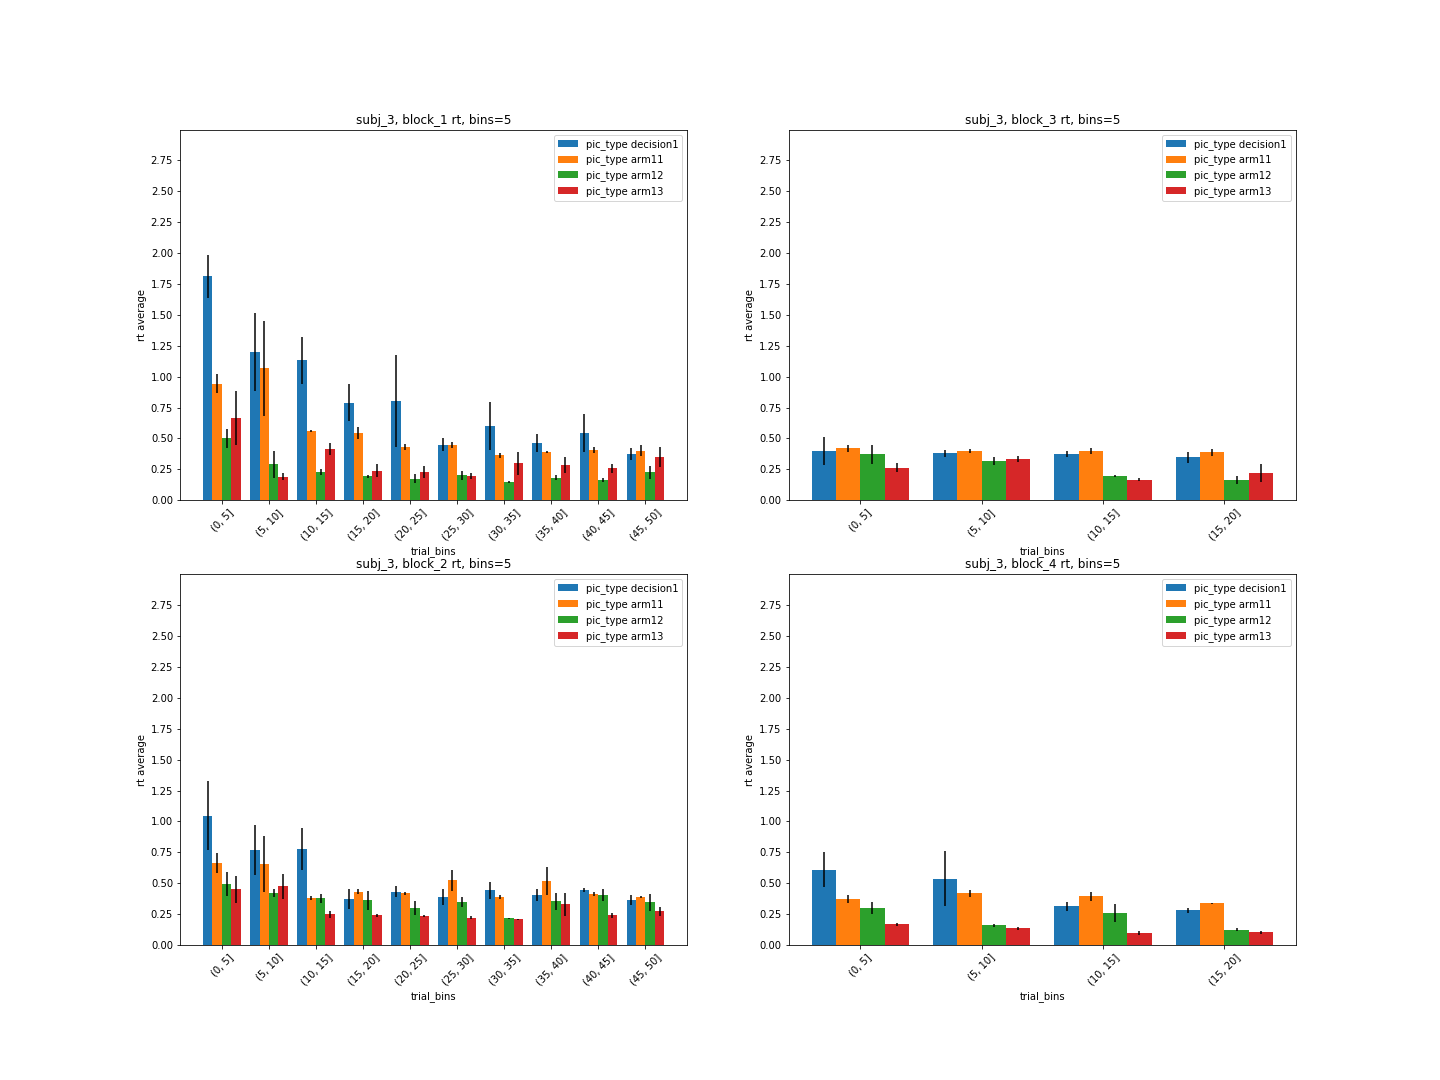 subj_3, block_1 rt, bins=5
pic_type decision1
pic_type arm11
pic_type arm12
pic_type arm13
2.75
2.50
2.25
2.00
1.75
1.50
1.25
1.00
0.75
0.50
0.25
0.00
rt average
(0, 5]
(5, 10]
(10, 15]
(15, 20]
(20, 25]
(25, 30]
(30, 35]
(35, 40]
(40, 45]
(45, 50]
trial_bins
subj_3, block_3 rt, bins=5
pic_type decision1
pic_type arm11
pic_type arm12
pic_type arm13
2.75
2.50
2.25
2.00
1.75
1.50
1.25
1.00
0.75
0.50
0.25
0.00
rt average
(0, 5]
(5, 10]
(10, 15]
(15, 20]
trial_bins
subj_3, block_2 rt, bins=5
pic_type decision1
pic_type arm11
pic_type arm12
pic_type arm13
2.75
2.50
2.25
2.00
1.75
1.50
1.25
1.00
0.75
0.50
0.25
0.00
rt average
(0, 5]
(5, 10]
(10, 15]
(15, 20]
(20, 25]
(25, 30]
(30, 35]
(35, 40]
(40, 45]
(45, 50]
trial_bins
subj_3, block_4 rt, bins=5
pic_type decision1
pic_type arm11
pic_type arm12
pic_type arm13
2.75
2.50
2.25
2.00
1.75
1.50
1.25
1.00
0.75
0.50
0.25
0.00
rt average
(0, 5]
(5, 10]
(10, 15]
(15, 20]
trial_bins